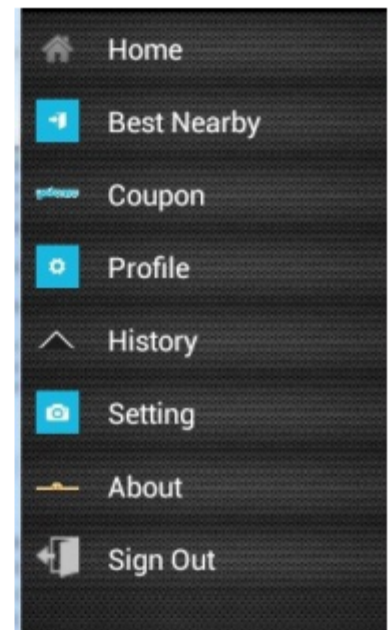 Home
Best Nearby
Coupon
Profile
History
Setting
About
Sign Out